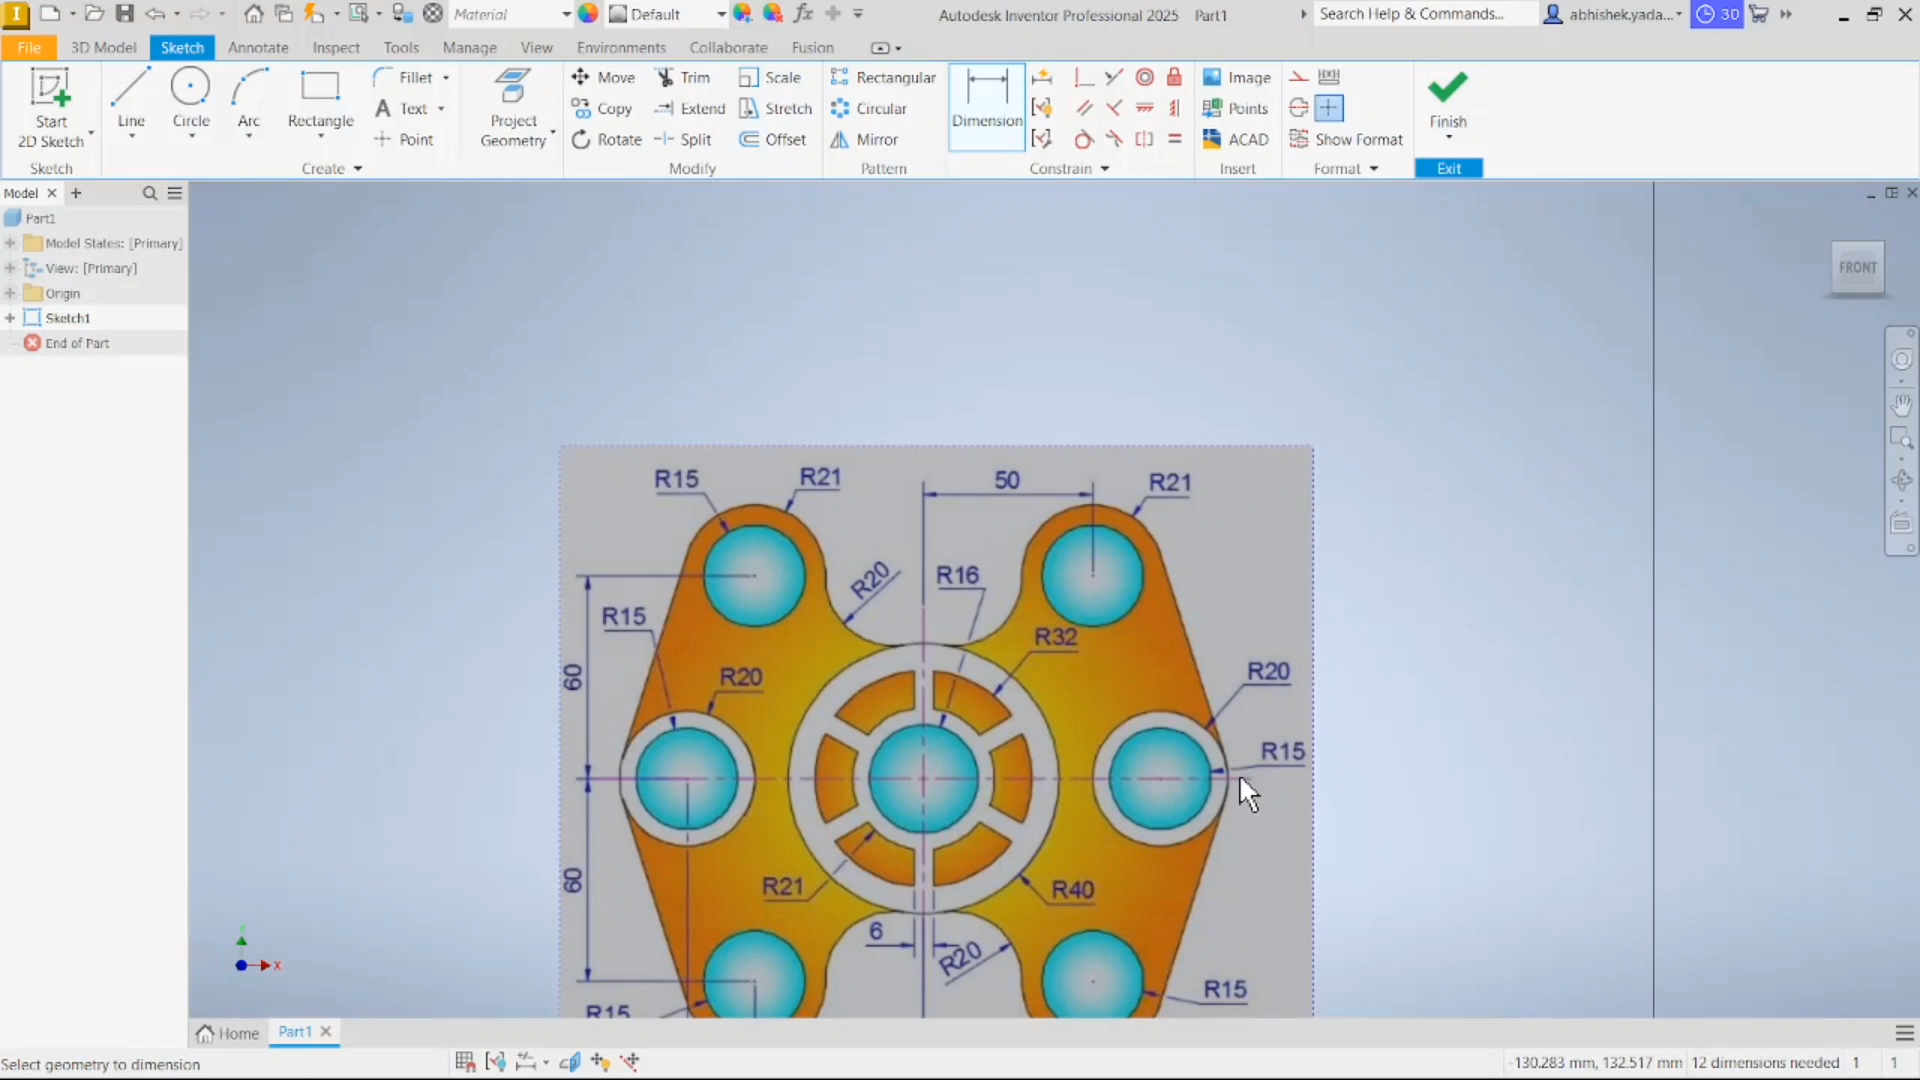 Material
Default
Autodesk Inventor Professional 2025 Part1
Search Help & Commands...
abhishek.yada...
30
File 3D Model Sketch Annotate Inspect Tools Manage View Environments Collaborate Fusion
Start
2D Sketch
Line
Circle
Arc
Rectangle
Fillet
Text
Point
Project
Geometry
Move
Copy
Rotate
Trim
Extend
Split
Scale
Stretch
Offset
Rectangular
Circular
Mirror
Dimension
Image
Points
ACAD
Show Format
Finish
Sketch Create Modify Pattern Constrain Insert Format Exit
Model
Part1
Model States: [Primary]
View: [Primary]
Origin
Sketch1
End of Part
FRONT
R15 R21 50 R21
R20 R16
R15 R32
60 R20 R20
R15
60 R21 R40
6 R20 R15
R15
X
Home Part1
Select geometry to dimension
-130.283 mm, 132.517 mm 12 dimensions needed 1 1